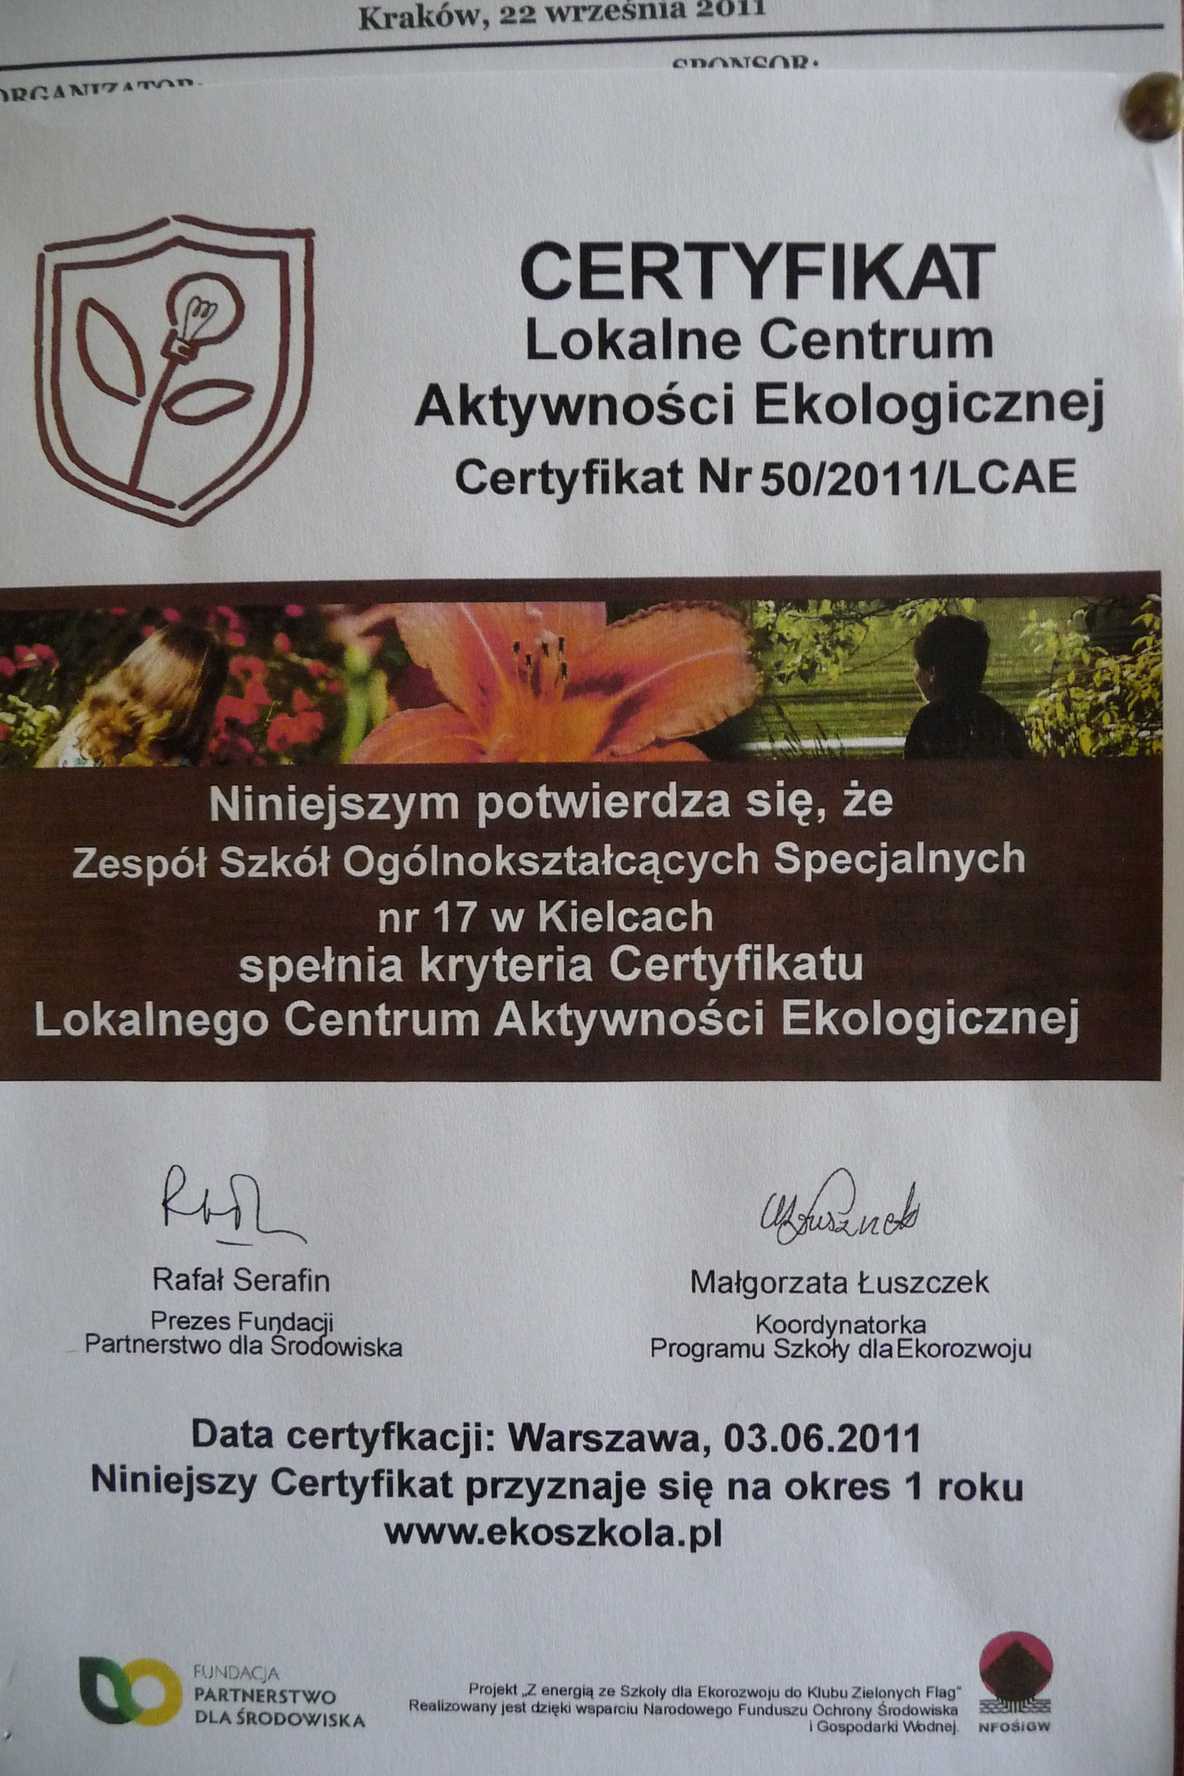 Kraków, 22 września 2011
ORGANIZATOR:
SPONSOR:
CERTYFIKAT
Lokalne Centrum
Aktywności Ekologicznej
Certyfikat Nr 50/2011/LCAE
Niniejszym potwierdza się, że
Zespół Szkół Ogólnokształcących Specjalnych
nr 17 w Kielcach
spełnia kryteria Certyfikatu
Lokalnego Centrum Aktywności Ekologicznej
Rafał Serafin
Prezes Fundacji
Partnerstwo dla Środowiska
Małgorzata Łuszczek
Koordynatorka
Programu Szkoły dla Ekorozwoju
Data certyfkacji: Warszawa, 03.06.2011
Niniejszy Certyfikat przyznaje się na okres 1 roku
www.ekoszkola.pl
FUNDACJA
PARTNERSTWO
DLA ŚRODOWISKA
Projekt „Z energią ze Szkoły dla Ekorozwoju do Klubu Zielonych Flag"
Realizowany jest dzięki wsparciu Narodowego Funduszu Ochrony Środowiska
i Gospodarki Wodnej.
NFOŚiGW